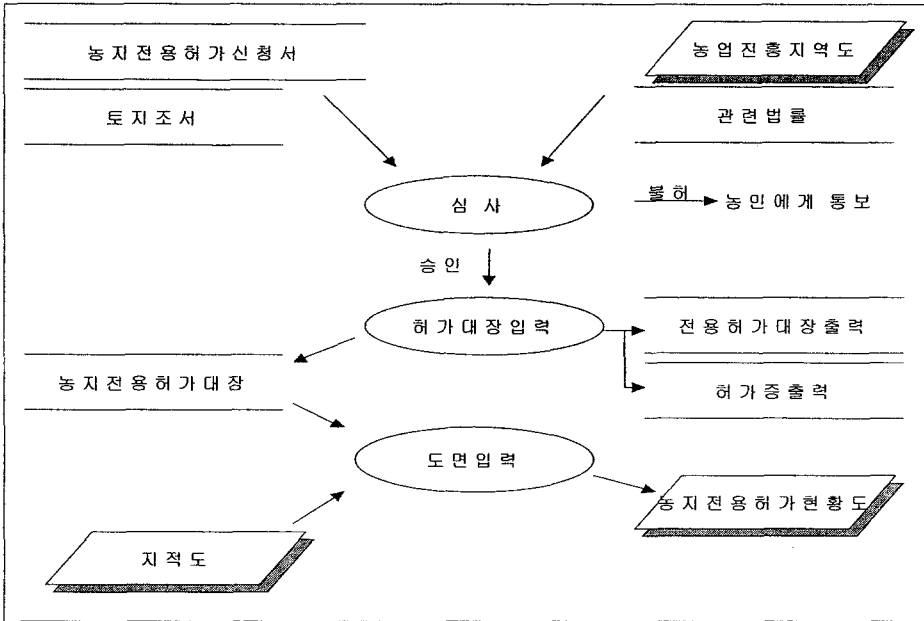 농지전용허가신청서
농업진흥지역도
토지조서
관련법률
심사
불허
농민에게 통보
승인
허가대장입력
전용허가대장출력
농지전용허가대장
허가증출력
도면입력
농지전용허가현황도
지적도